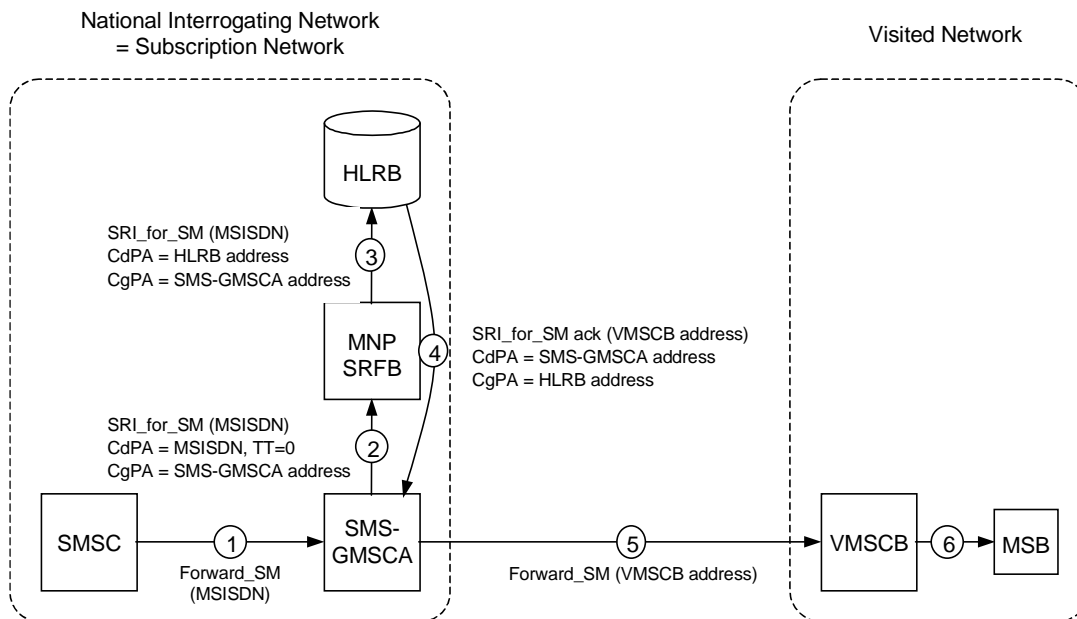 National Interrogating Network
= Subscription Network
Visited Network
HLRB
SRI_for_SM (MSISDN)
CdPA = HLRB address
CgPA = SMS-GMSCA address
3
MNP
SRFB
4
SRI_for_SM ack (VMSCB address)
CdPA = SMS-GMSCA address
CgPA = HLRB address
SRI_for_SM (MSISDN)
CdPA = MSISDN, TT=0
CgPA = SMS-GMSCA address
2
SMSC
1
Forward_SM
(MSISDN)
SMS-
GMSCA
5
Forward_SM (VMSCB address)
VMSCB
6
MSB